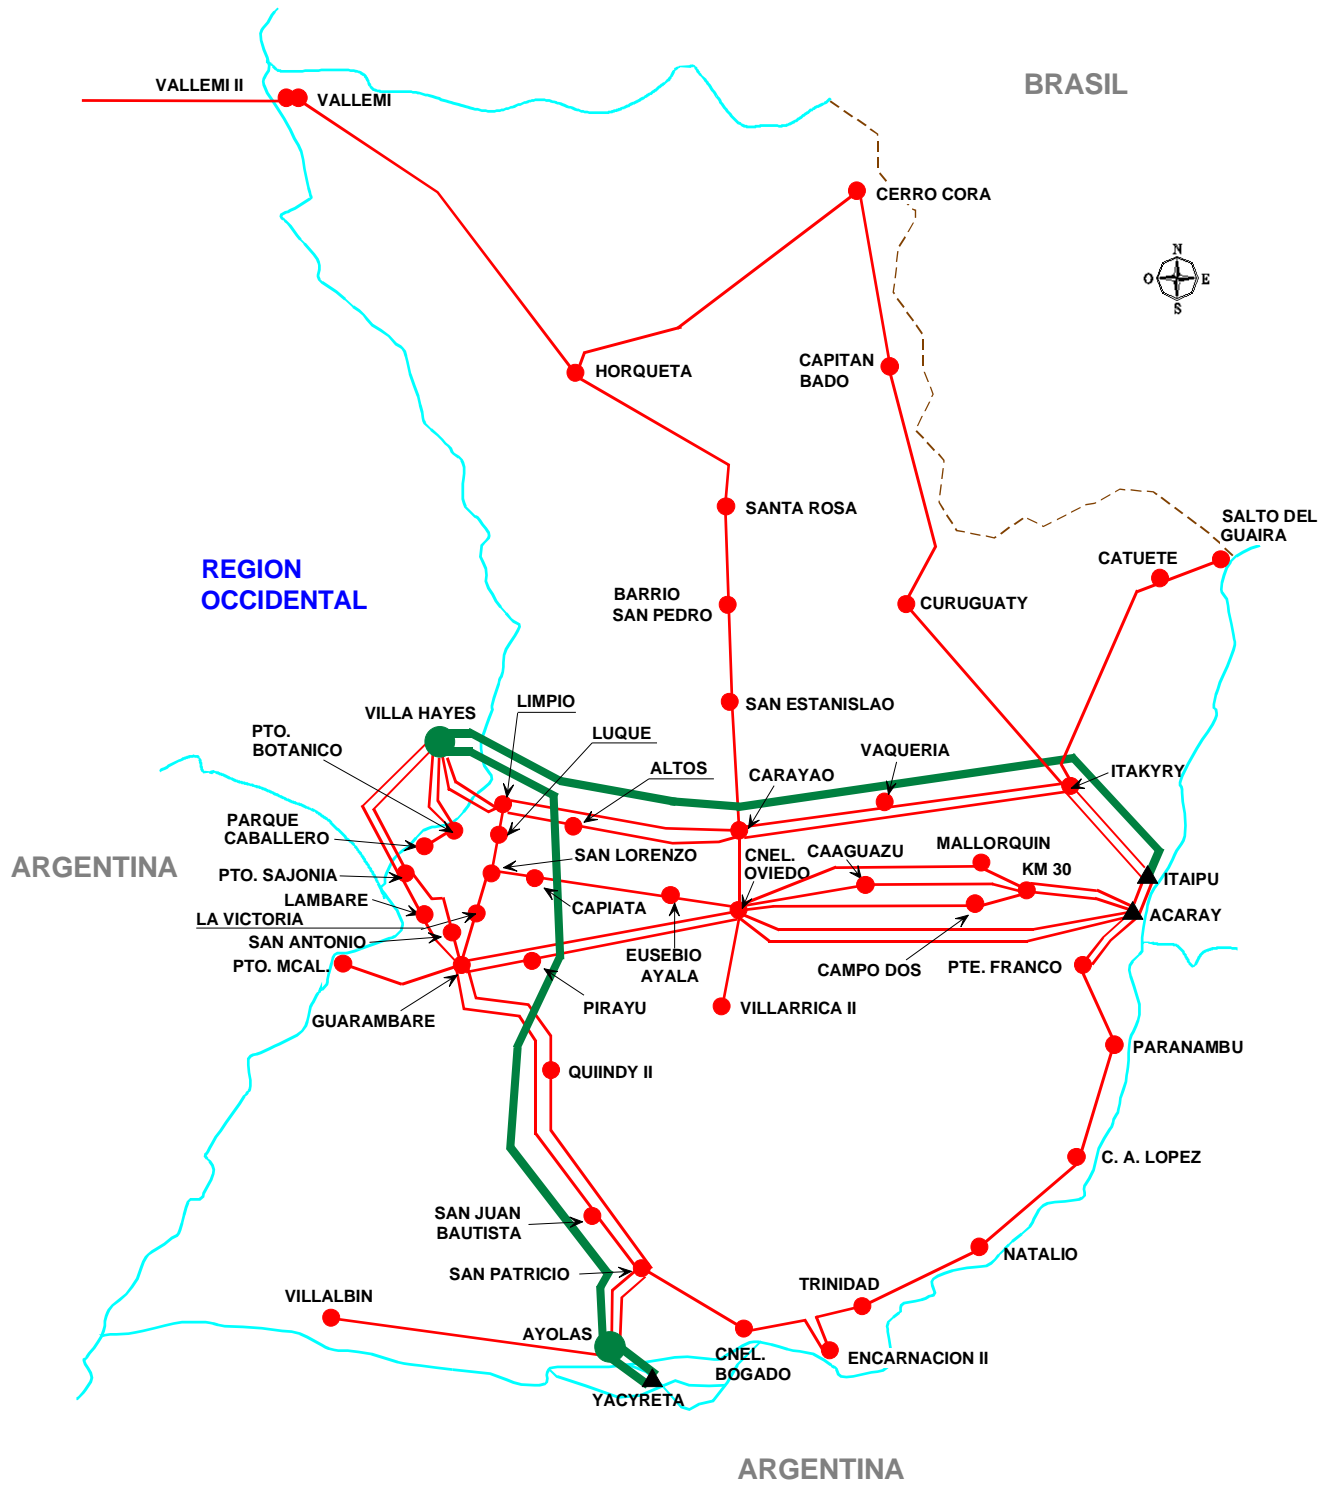 VALLEMI II
VALLEMI
BRASIL
CERRO CORA
N
O
E
S
HORQUETA
CAPITAN
BADO
SANTA ROSA
SALTO DEL
GUAIRA
CATUETE
REGION
OCCIDENTAL
BARRIO
SAN PEDRO
CURUGUATY
SAN ESTANISLAO
LIMPIO
VILLA HAYES
PTO.
BOTANICO
LUQUE
ALTOS
CARAYAO
VAQUERIA
ITAKYRY
PARQUE
CABALLERO
ARGENTINA
PTO. SAJONIA
SAN LORENZO
CNEL.
OVIEDO
CAAGUAZU
MALLORQUIN
KM 30
ITAIPU
LAMBARE
CAPIATA
ACARAY
LA VICTORIA
SAN ANTONIO
PTO. MCAL.
EUSEBIO
AYALA
CAMPO DOS
PTE. FRANCO
GUARAMBARE
PIRAYU
VILLARRICA II
PARANAMBU
QUIINDY II
C. A. LOPEZ
SAN JUAN
BAUTISTA
NATALIO
SAN PATRICIO
TRINIDAD
VILLALBIN
AYOLAS
CNEL.
BOGADO
ENCARNACION II
YACYRETA
ARGENTINA